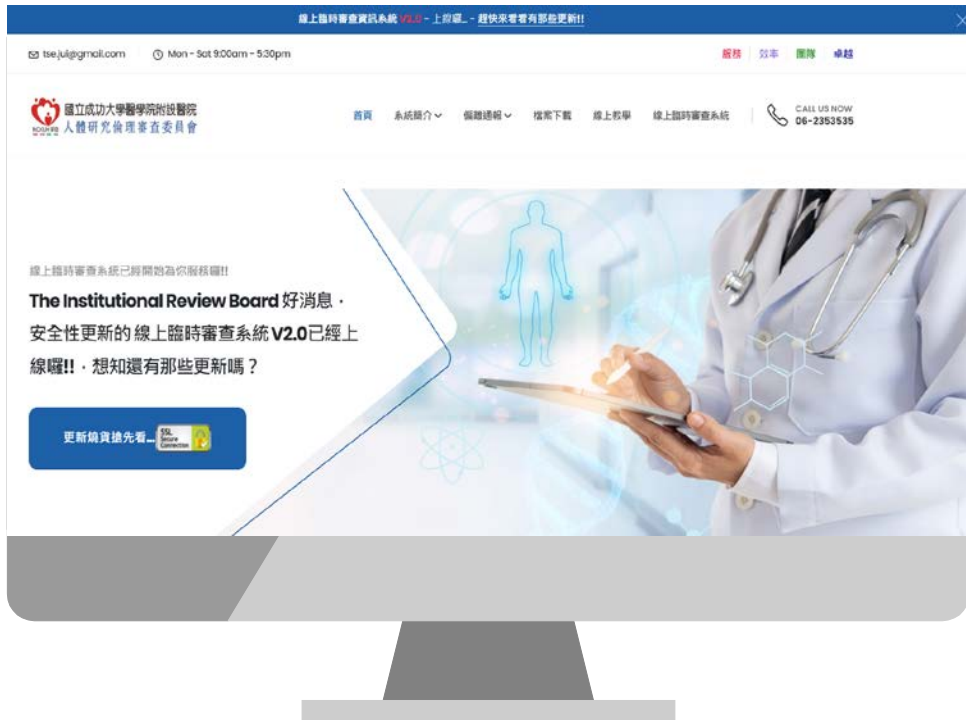 線上臨時審查資訊系統 V2.0 - 上線囉_ - 趕快來看看有那些更新!!
tse.jui@gmail.com Mon - Sat 9:00am - 5:30pm 服務 效率 團隊 卓越
國立成功大學醫學院附設醫院
人體研究倫理審查委員會
首頁 系統簡介 偏離通報 檔案下載 線上教學 線上臨時審查系統
CALL US NOW
06-2353535
線上臨時審查系統已經開始為你服務囉!!
The Institutional Review Board 好消息，
安全性更新的 線上臨時審查系統 V2.0已經上
線囉!!，想知還有那些更新嗎？
更新搶先看_
SSL
Secure
Connection